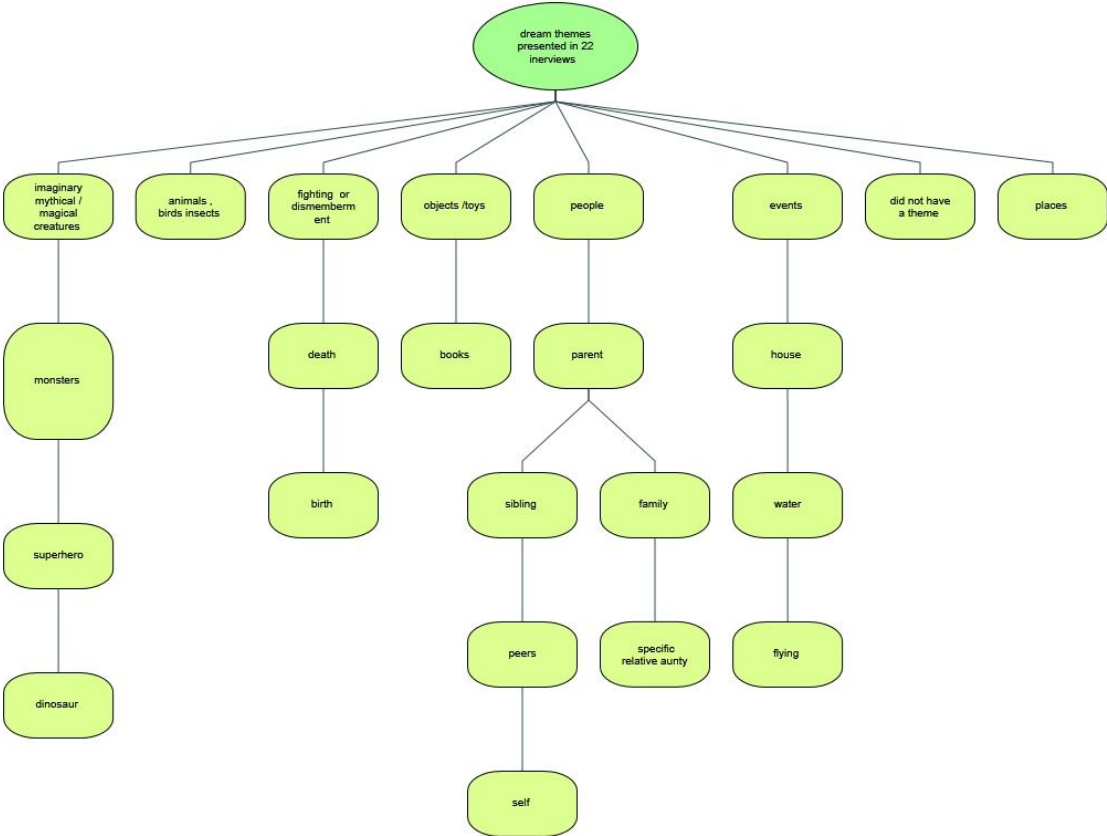 dream themes
presented in 22
inerviews
imaginary
mythical /
magical
creatures
animals ,
birds insects
fighting or
dismemberm
ent
objects /toys
people
events
did not have
a theme
places
monsters
death
books
parent
house
birth
sibling
family
water
superhero
peers
specific
relative aunty
flying
dinosaur
self